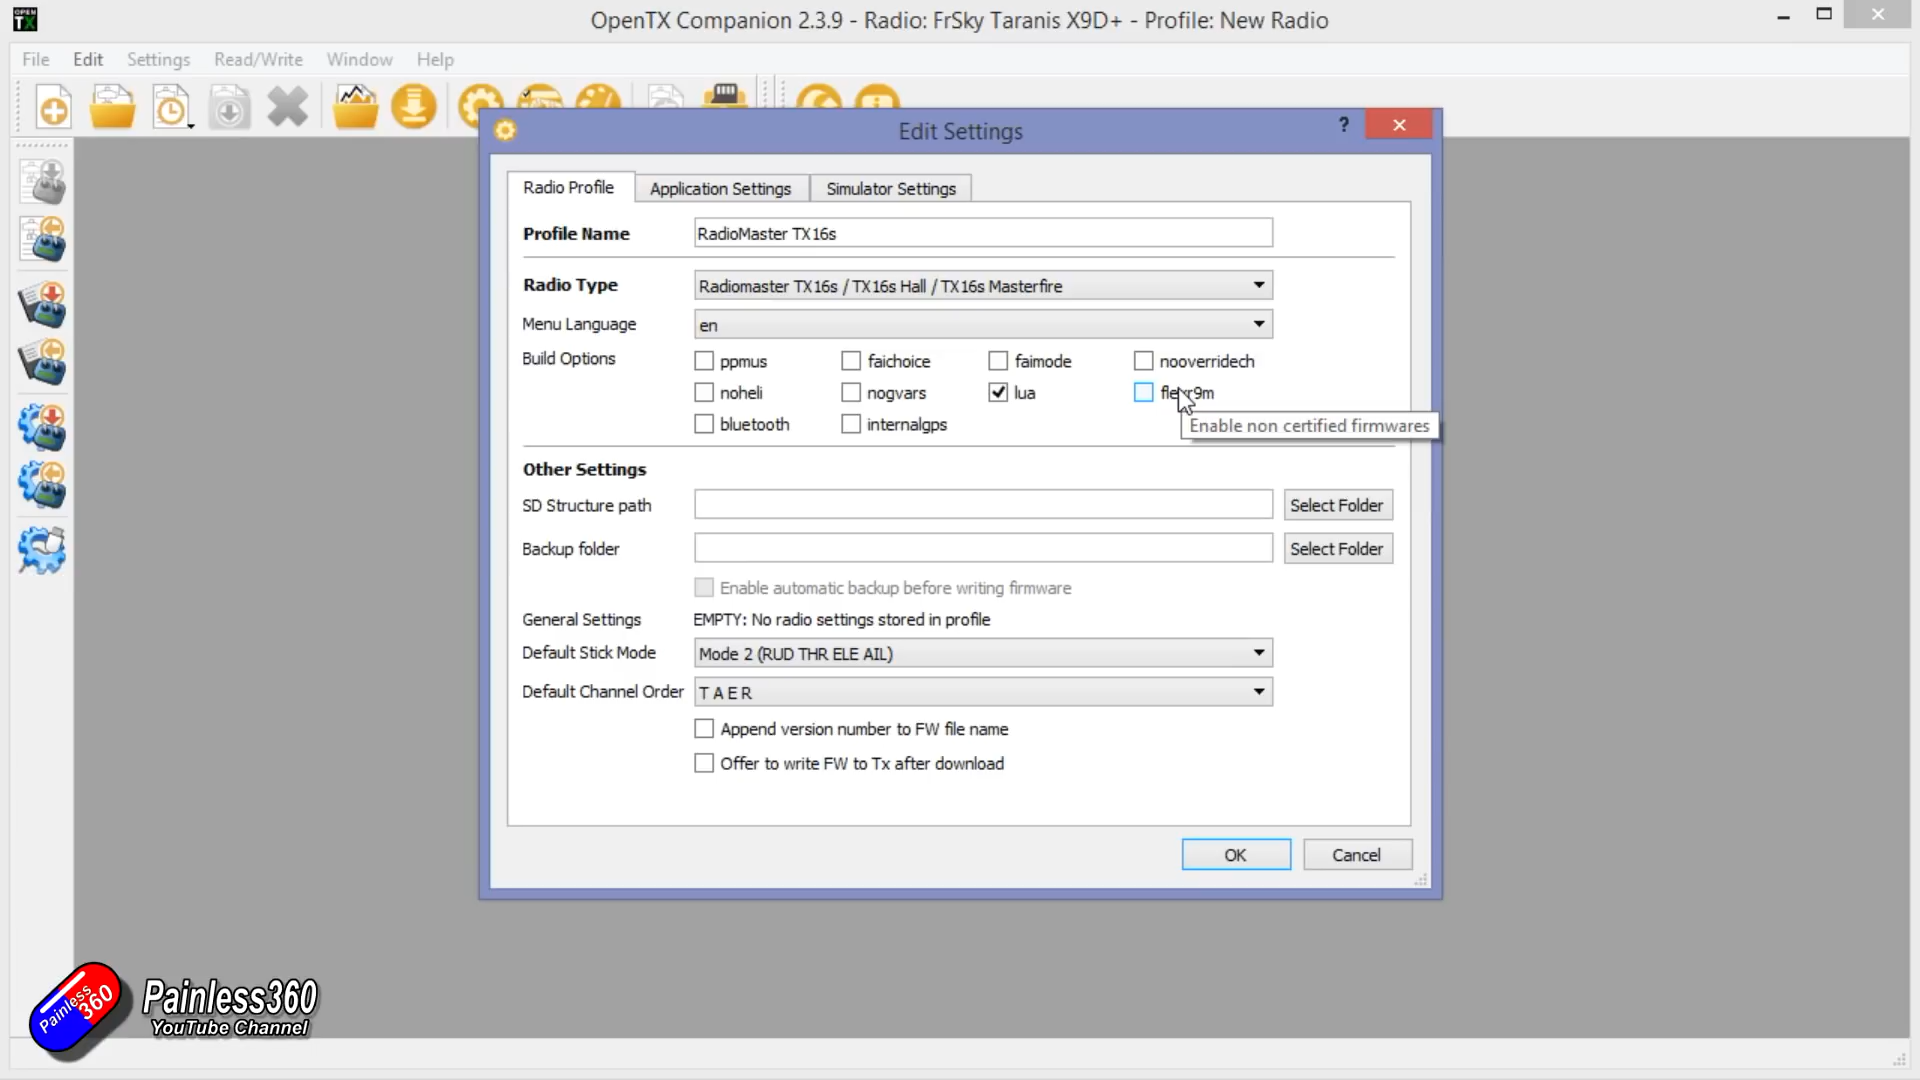 OpenTX Companion 2.3.9 - Radio: FrSky Taranis X9D+ - Profile: New Radio
File Edit Settings Read/Write Window Help
Edit Settings
Radio Profile Application Settings Simulator Settings
Profile Name RadioMaster TX16s
Radio Type Radiomaster TX16s / TX16s Hall / TX16s Masterfire
Menu Language en
Build Options ppmus faichoice faimode nooverridech
noheli nogvars lua
bluetooth internalgps
Enable non certified firmwares
Other Settings
SD Structure path Select Folder
Backup folder Select Folder
Enable automatic backup before writing firmware
General Settings EMPTY: No radio settings stored in profile
Default Stick Mode Mode 2 (RUD THR ELE AIL)
Default Channel Order T A E R
Append version number to FW file name
Offer to write FW to Tx after download
OK Cancel
Painless 360
Painless360
YouTube Channel
OPEN
TX